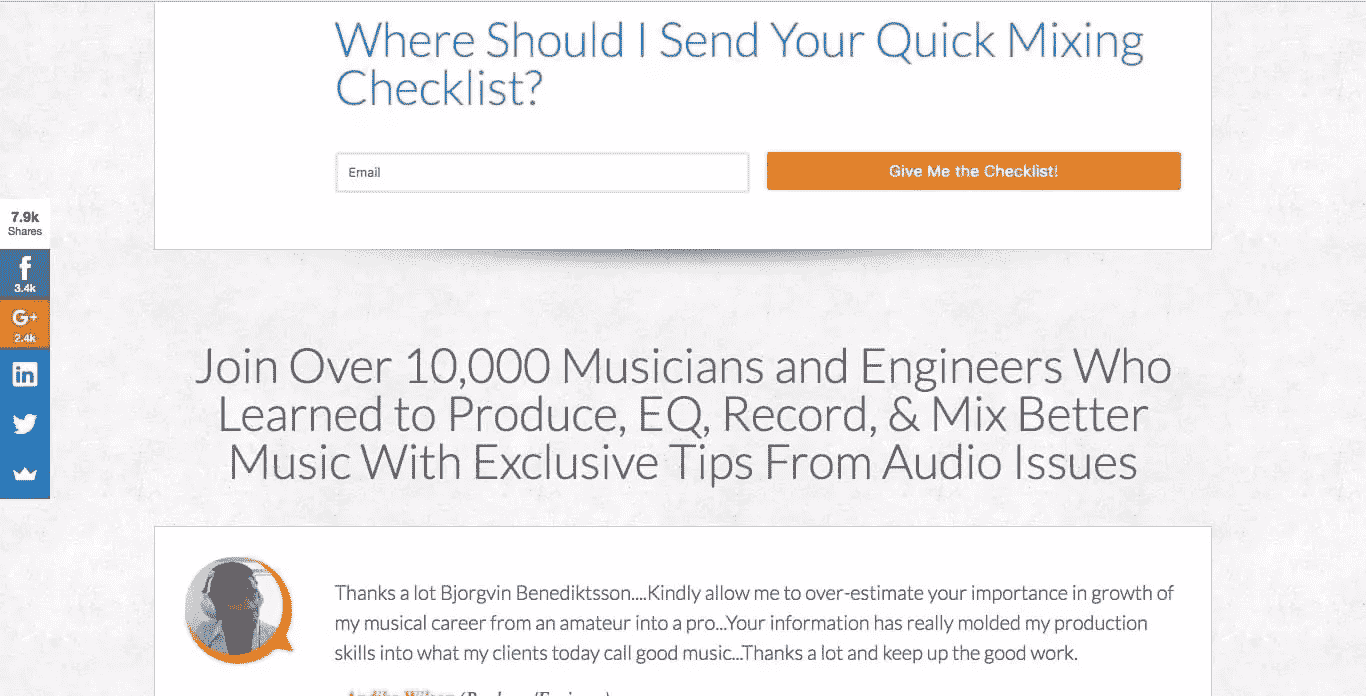 Where Should I Send Your Quick Mixing
Checklist?
Email
Give Me the Checklist!
7.9k
Shares
3.4k
G+
2.4k
in
Join Over 10,000 Musicians and Engineers Who
Learned to Produce, EQ, Record, & Mix Better
Music With Exclusive Tips From Audio Issues
Thanks a lot Bjorgvin Benediktsson....Kindly allow me to over-estimate your importance in growth of
my musical career from an amateur into a pro...Your information has really molded my production
skills into what my clients today call good music...Thanks a lot and keep up the good work.